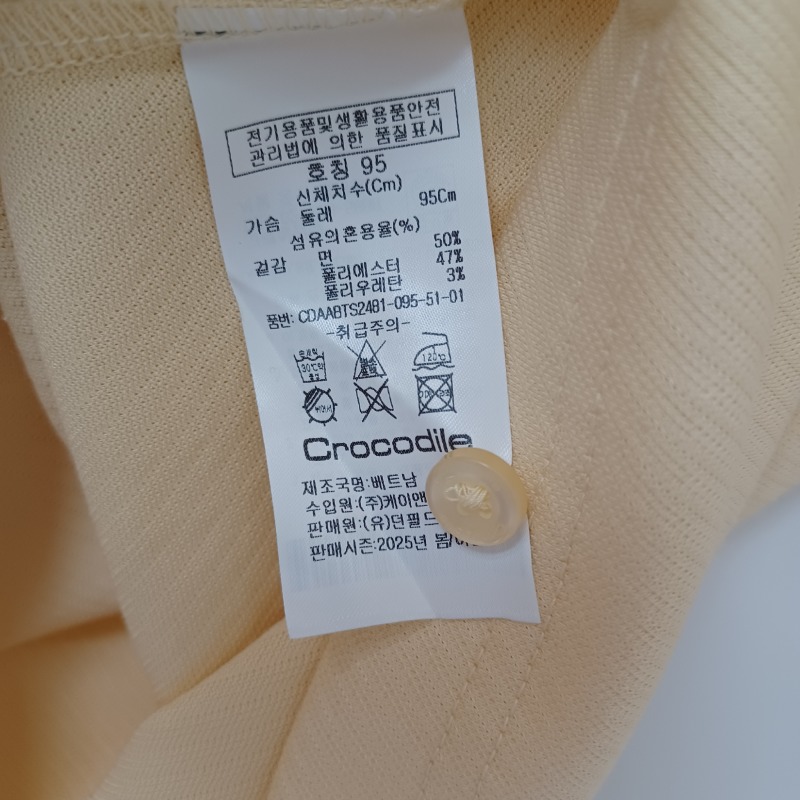 전기용품및생활용품안전
관리법에 의한 품질표시
호칭 95
신체치수(Cm)
가슴 둘레 95Cm
섬유의혼용율(%)
겉감 면 50%
폴리에스터 47%
폴리우레탄 3%
품번: CDAABTS2481-095-51-01
-취급주의-
30℃약
120℃
Crocodile
제조국명:베트남
수입원:(주)케이앤
판매원:(유)던필드
판매시즌:2025년 봄/